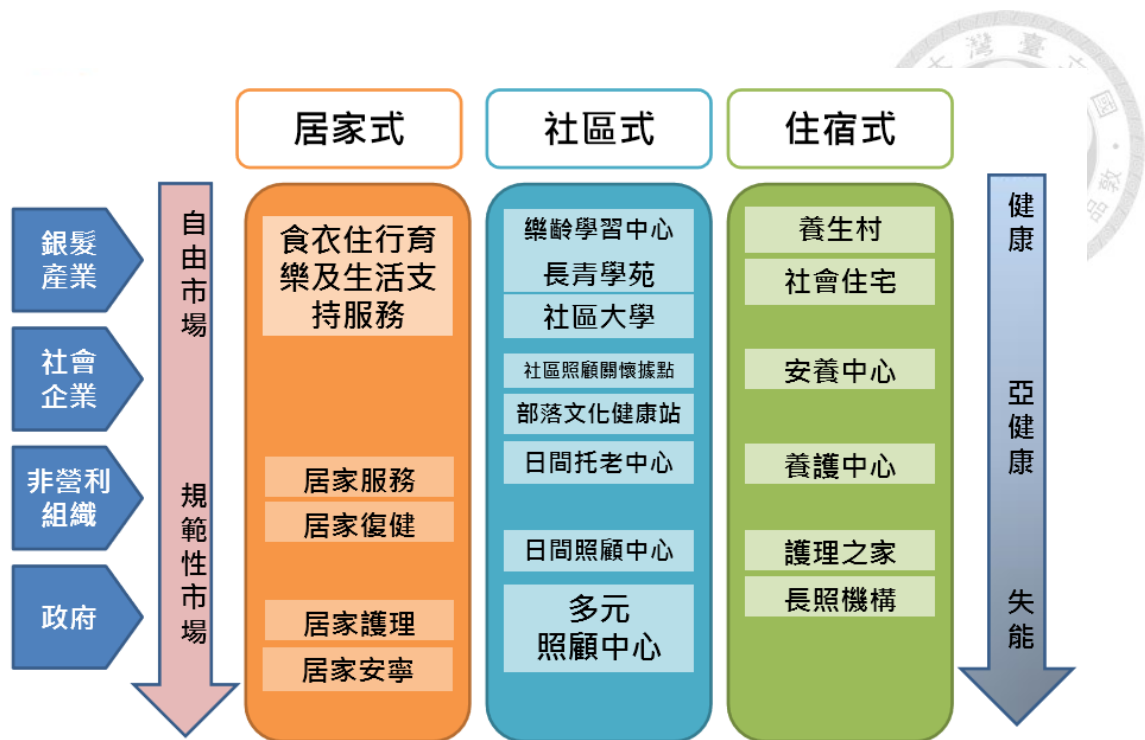 居家式
社區式
住宿式
銀髮
產業
社會
企業
非營利
組織
政府
自由市場
規範性市場
食衣住行育
樂及生活支
持服務
居家服務
居家復健
居家護理
居家安寧
樂齡學習中心
長青學苑
社區大學
社區照顧關懷據點
部落文化健康站
日間托老中心
日間照顧中心
多元
照顧中心
養生村
社會住宅
安養中心
養護中心
護理之家
長照機構
健康
亞健康
失能
灣臺
國
敦品